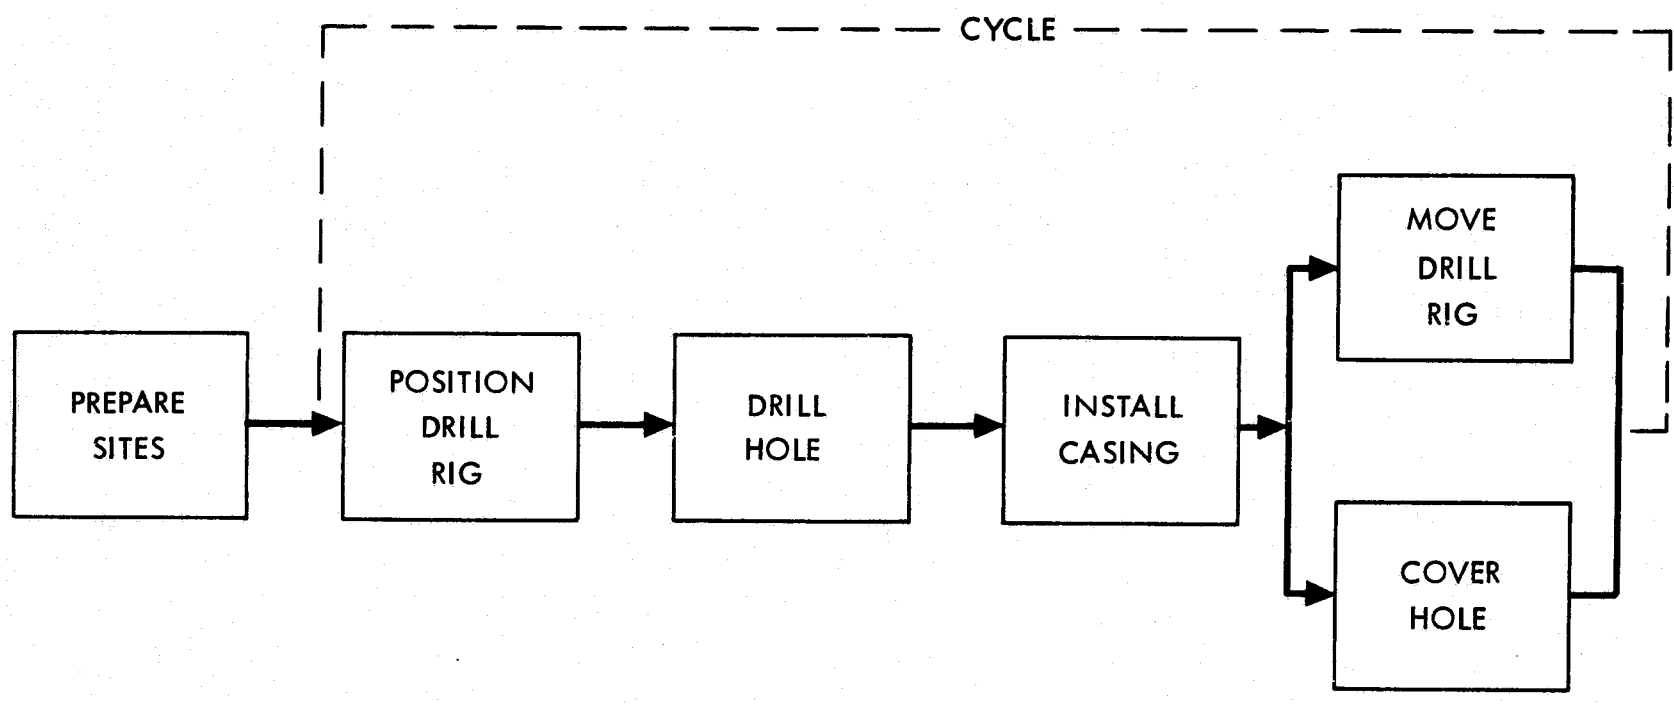 CYCLE
PREPARE
SITES
POSITION
DRILL
RIG
DRILL
HOLE
INSTALL
CASING
MOVE
DRILL
RIG
COVER
HOLE